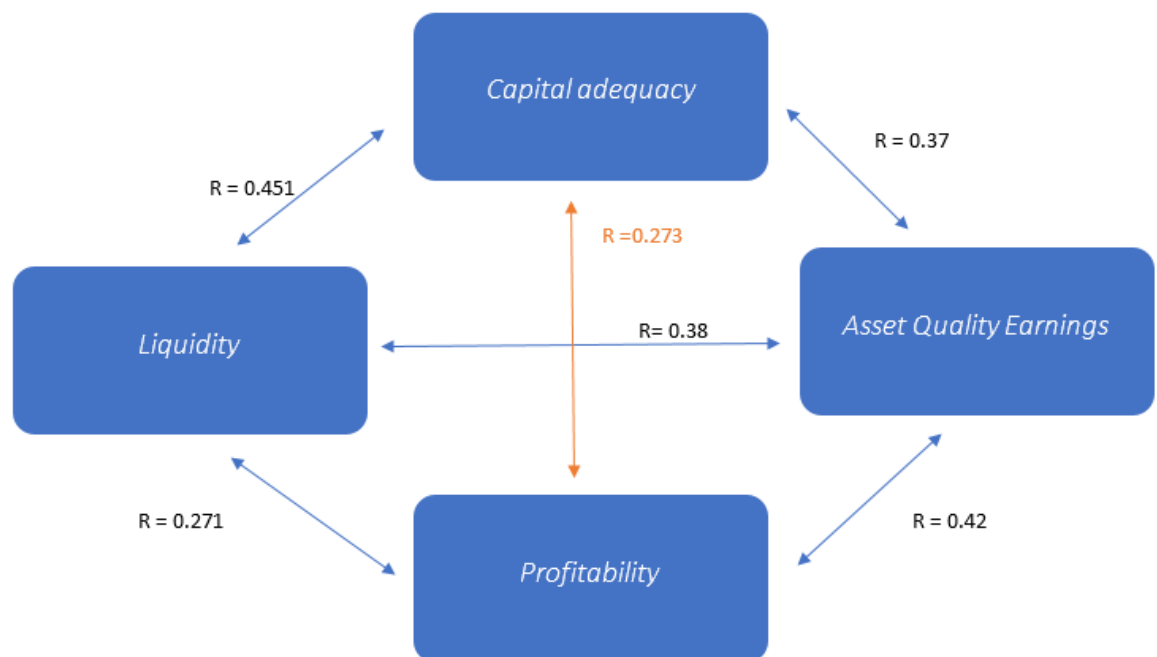 Capital adequacy
R = 0.37
R = 0.451
R =0.273
Liquidity
R= 0.38
Asset Quality Earnings
R = 0.271
R = 0.42
Profitability